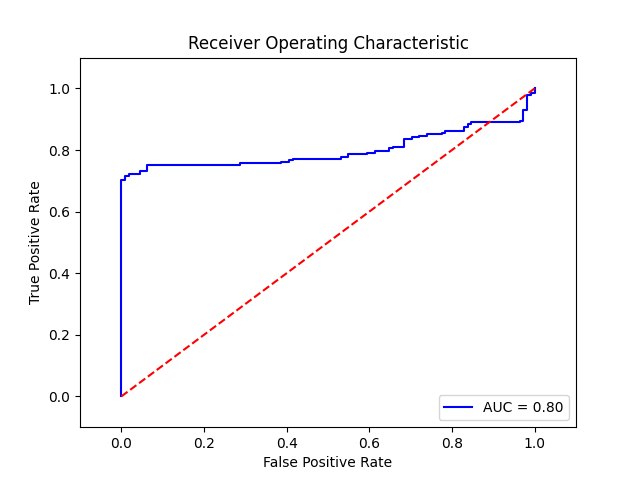 Receiver Operating Characteristic
True Positive Rate
1.0
0.8
0.6
0.4
0.2
0.0
0.0 0.2 0.4 0.6 0.8 1.0
False Positive Rate
AUC = 0.80